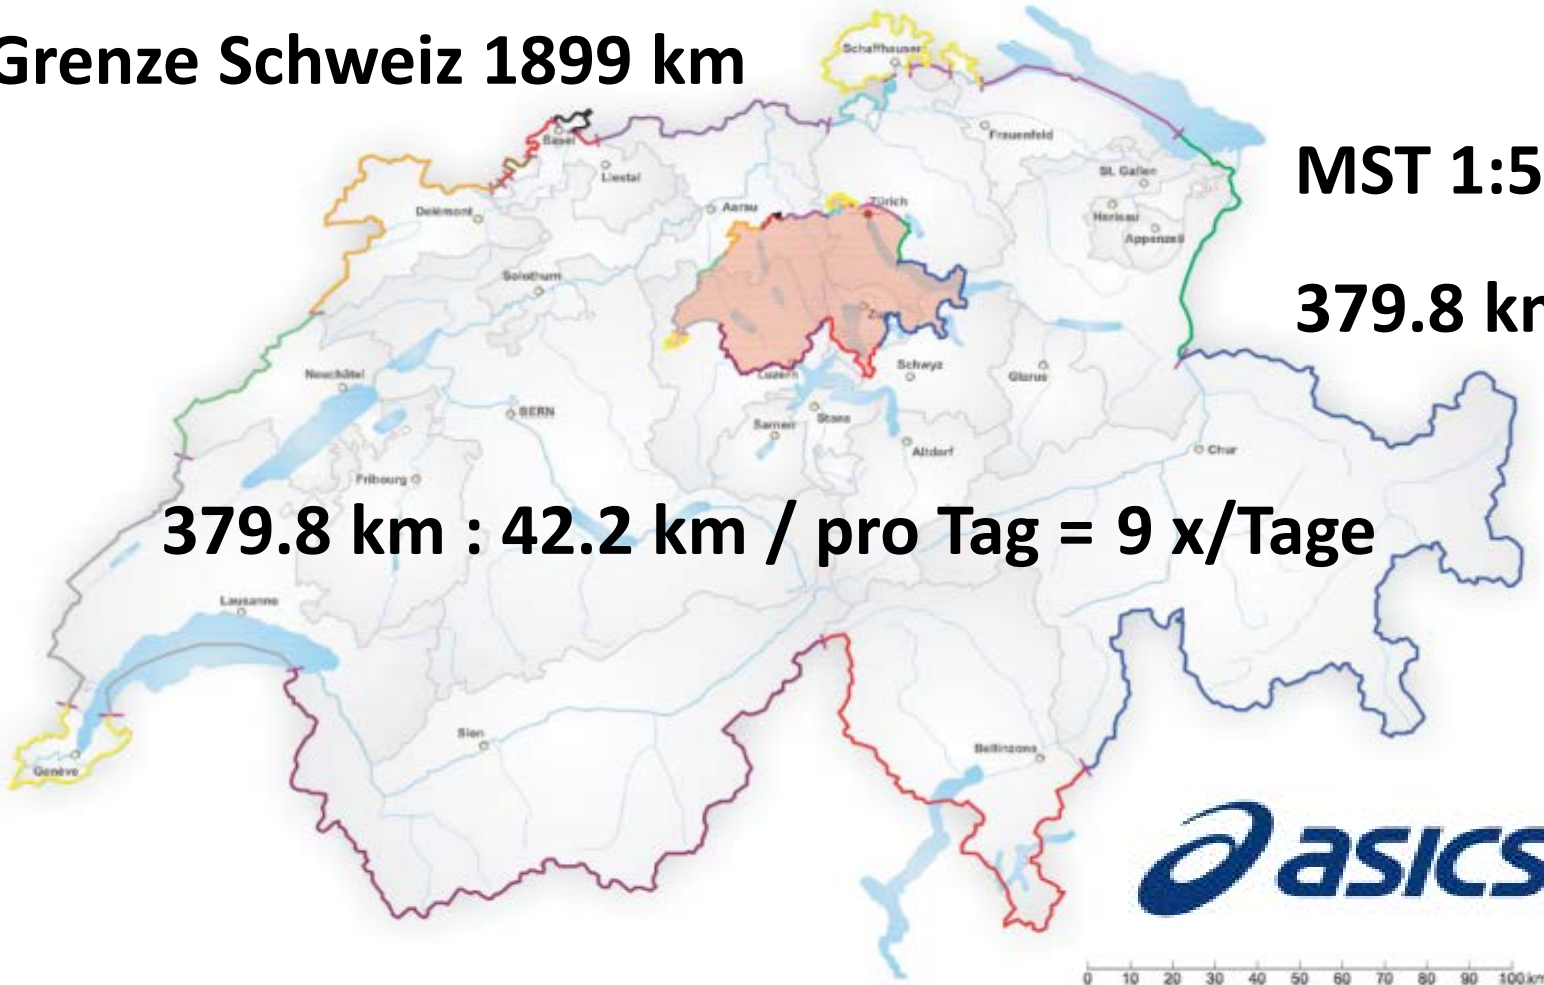 Grenze Schweiz 1899 km
Schaffhausen
Basel
Liestal
Frauenfeld
MST 1:5
St. Gallen
Delémont
Aarau
Zürich
Herisau
Appenzell
Solothurn
379.8 km
Neuchâtel
Luzern
Schwyz
Glarus
BERN
Stans
Sarnen
Altdorf
Chur
Fribourg
379.8 km : 42.2 km / pro Tag = 9 x/Tage
Lausanne
Sion
Bellinzona
Genève
asics
0 10 20 30 40 50 60 70 80 90 100 km